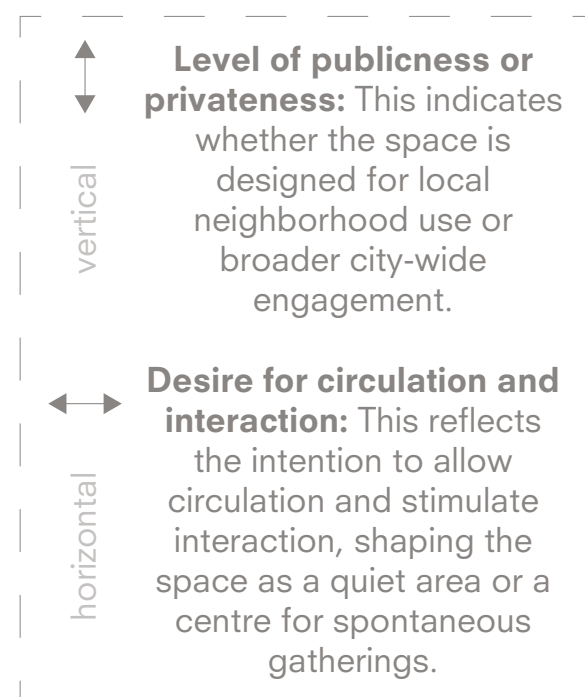 vertical
Level of publicness or
privateness: This indicates
whether the space is
designed for local
neighborhood use or
broader city-wide
engagement.
horizontal
Desire for circulation and
interaction: This reflects
the intention to allow
circulation and stimulate
interaction, shaping the
space as a quiet area or a
centre for spontaneous
gatherings.